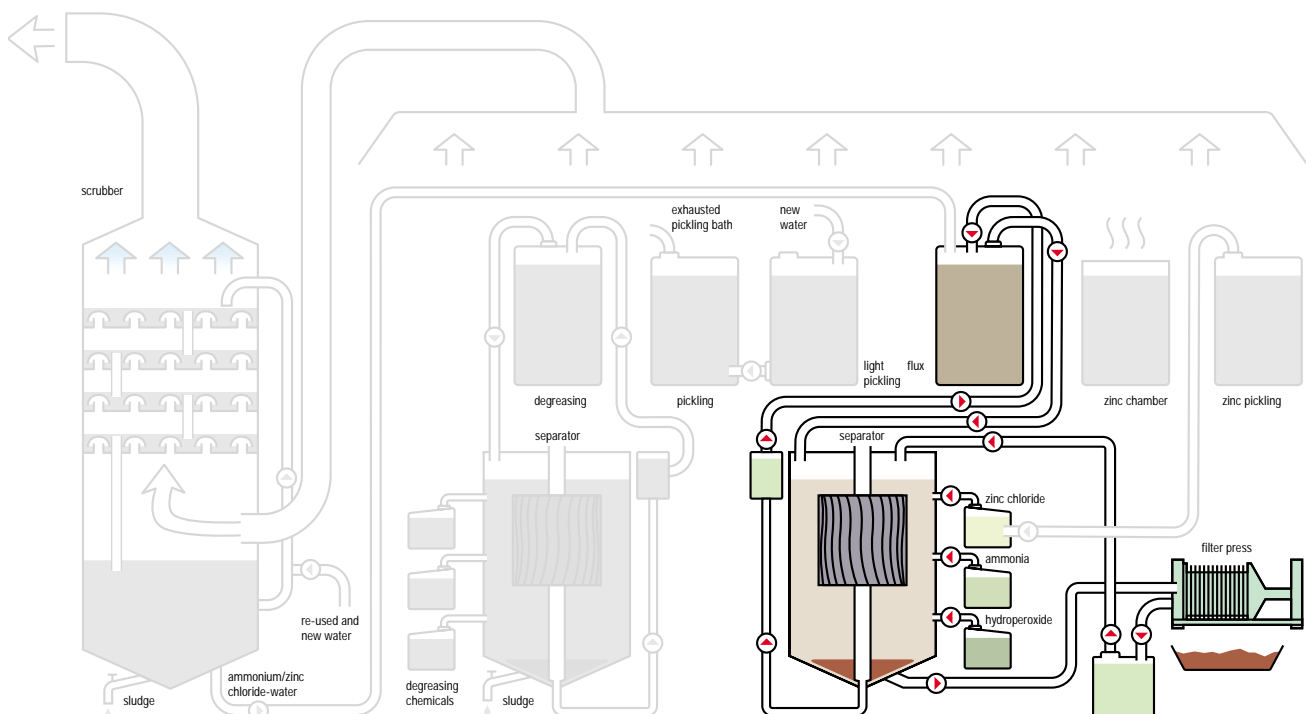 scrubber
exhausted
pickling bath
new
water
light
pickling
flux
degreasing
pickling
zinc chamber
zinc pickling
separator
separator
zinc chloride
ammonia
hydroperoxide
filter press
re-used and
new water
ammonium/zinc
chloride-water
sludge
degreasing
chemicals
sludge